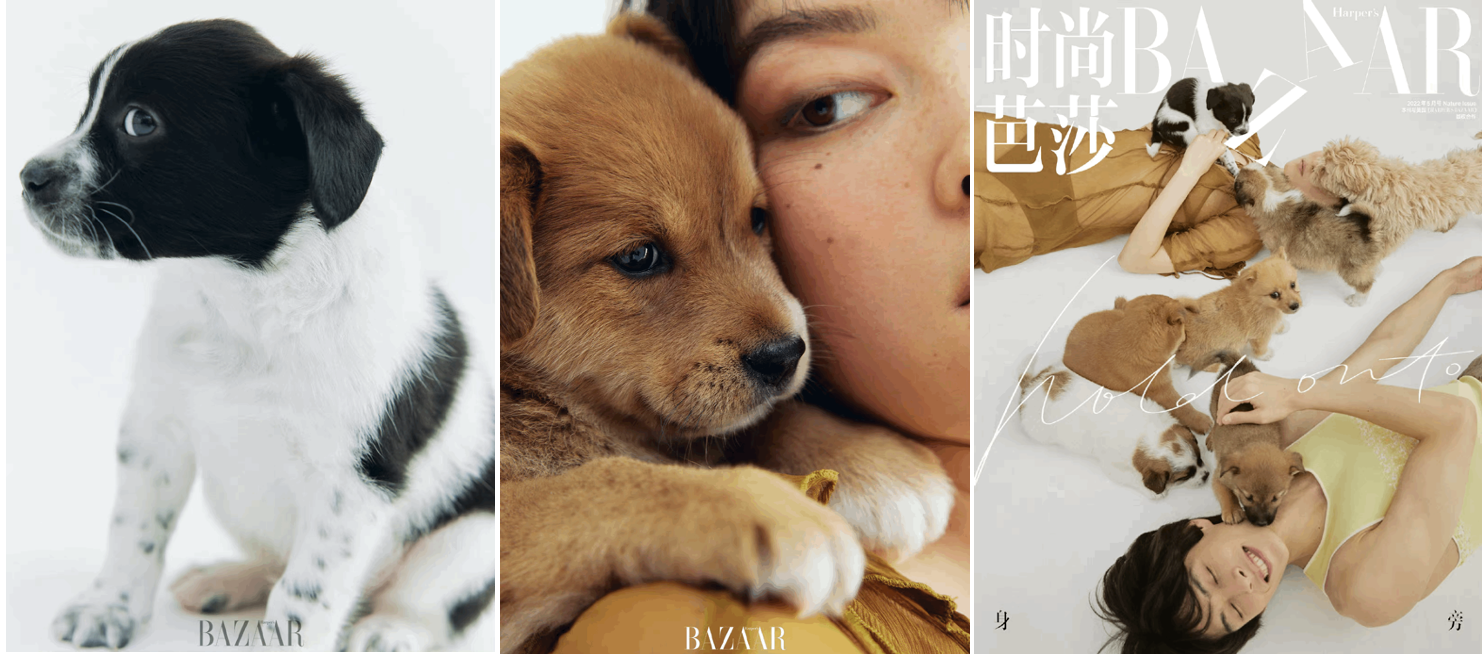 BAZAAR
BAZAAR
时尚
芭莎
BAZAAR
Harper's
hold onto
身
旁